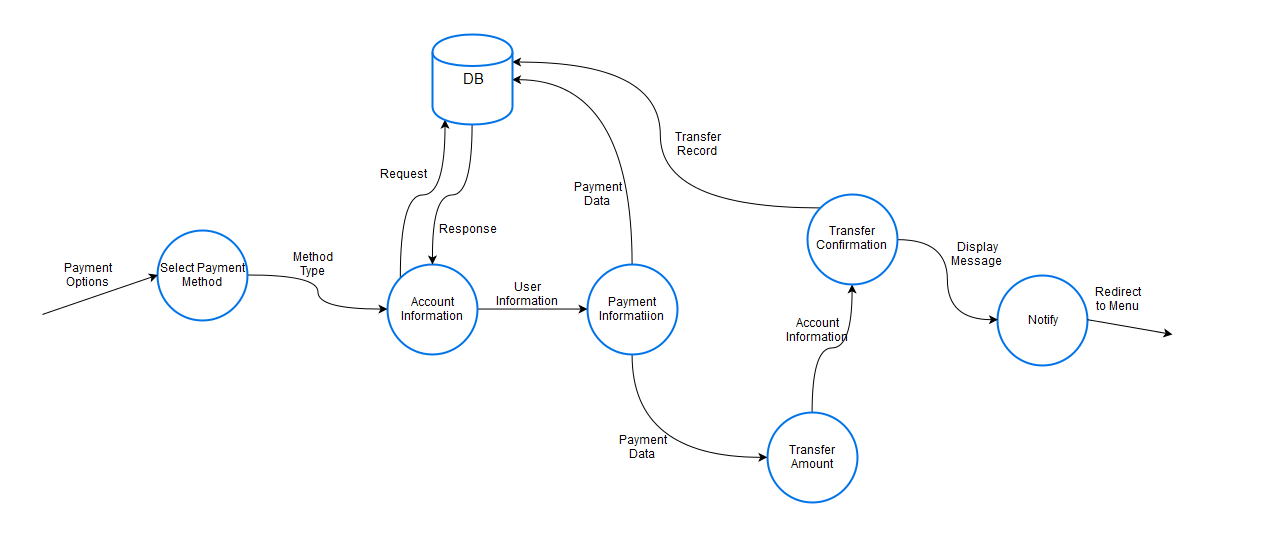 DB
Transfer
Record
Request
Payment
Data
Response
Transfer
Confirmation
Display
Message
Payment
Options
Select Payment
Method
Method
Type
Account
Information
User
Information
Payment
Informatiion
Redirect
to Menu
Notify
Account
Information
Payment
Data
Transfer
Amount